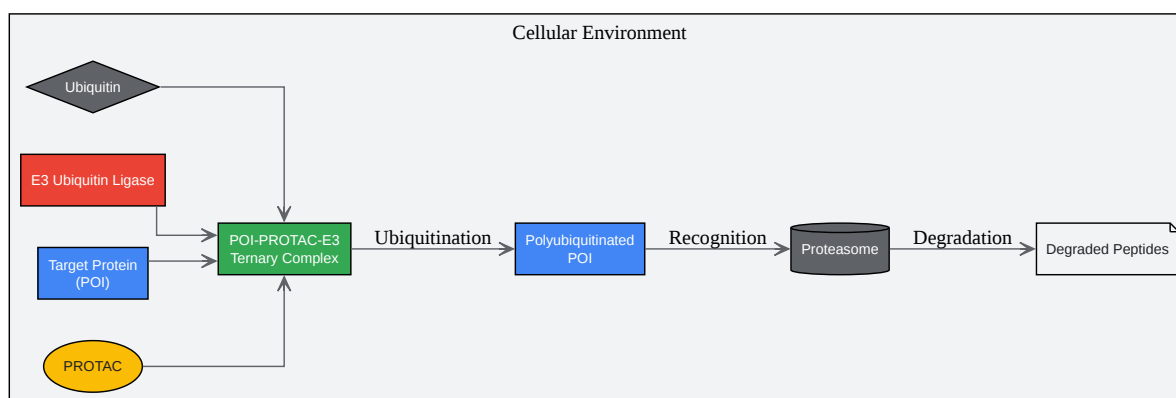 Cellular Environment
Ubiquitin
E3 Ubiquitin Ligase
Target Protein
(POI)
PROTAC
POI-PROTAC-E3
Ternary Complex
Ubiquitination
Polyubiquitinated
POI
Recognition
Proteasome
Degradation
Degraded Peptides